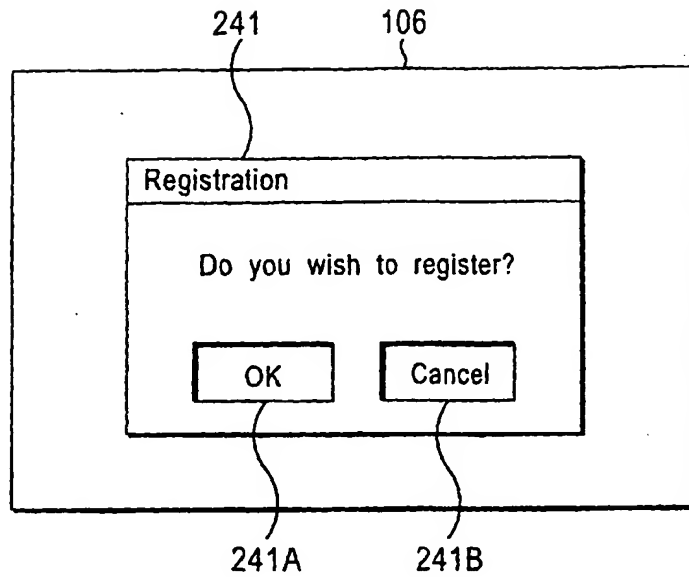 241 106
Registration
Do you wish to register?
OK Cancel
241A 241B